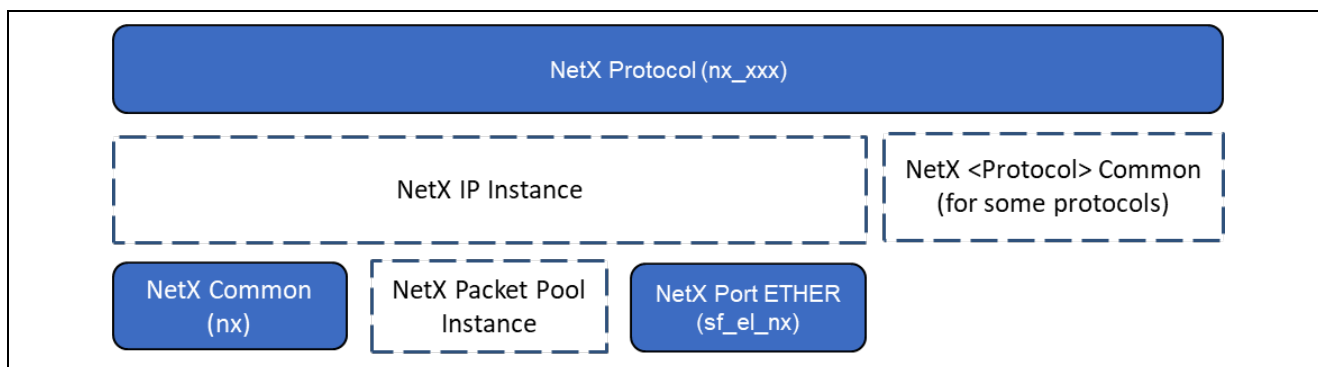 NetX Protocol (nx_xxx)
NetX IP Instance
NetX <Protocol> Common
(for some protocols)
NetX Common
(nx)
NetX Packet Pool
Instance
NetX Port ETHER
(sf_el_nx)